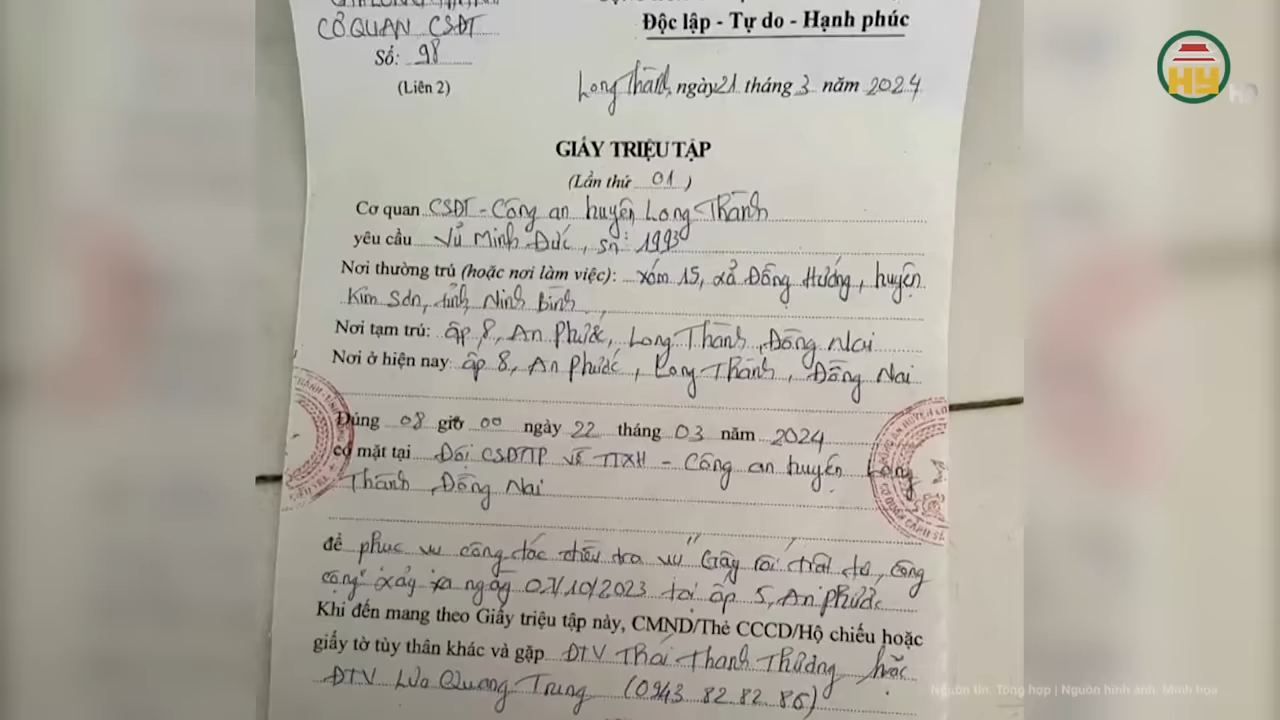 CƠ QUAN CSĐT
Độc lập - Tự do - Hạnh phúc
Số: 98
(Liên 2)
Long Thành, ngày 21 tháng 3 năm 2024
HY
GIẤY TRIỆU TẬP
(Lần thứ 01)
Cơ quan CSĐT - Công an huyện Long Thành
yêu cầu Vũ Minh Đức, sn: 1993
Nơi thường trú (hoặc nơi làm việc): xóm 15, xã Đồng Hướng, huyện
Kim Sơn, tỉnh Ninh Bình
Nơi tạm trú: ấp 8, An Phước, Long Thành, Đồng Nai
Nơi ở hiện nay: ấp 8, An Phước, Long Thành, Đồng Nai
Đúng 08 giờ 00 ngày 22 tháng 03 năm 2024
có mặt tại Đội CSĐTTP về TTXH - Công an huyện Long
Thành, Đồng Nai
để phục vụ công tác điều tra vụ "Gây rối trật tự công
cộng" xảy ra ngày 07/10/2023 tại ấp 5, An Phước
Khi đến mang theo Giấy triệu tập này, CMND/Thẻ CCCD/Hộ chiếu hoặc
giấy tờ tùy thân khác và gặp ĐTV Thái Thanh Thương hoặc
ĐTV Lưu Quang Trung (0943.82.82.86)
Nguồn tin: Tổng hợp | Nguồn hình ảnh: Minh họa